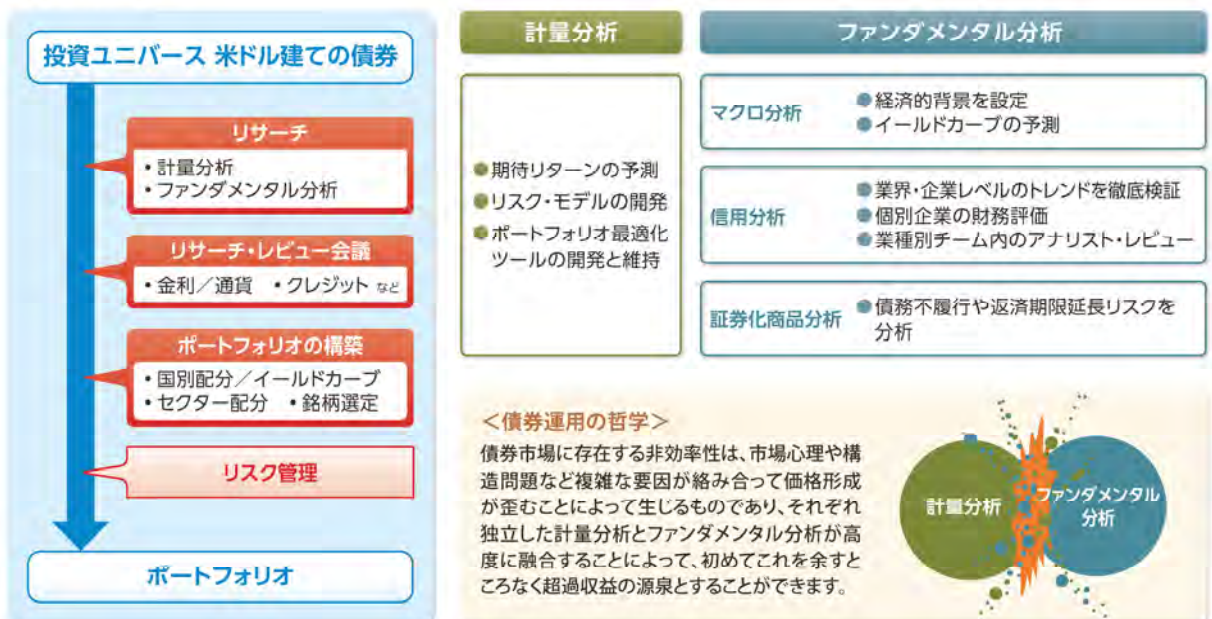 投資ユニバース 米ドル建ての債券
リサーチ
・計量分析
・ファンダメンタル分析
リサーチ・レビュー会議
・金利／通貨 ・クレジット など
ポートフォリオの構築
・国別配分／イールドカーブ
・セクター配分 ・銘柄選定
リスク管理
ポートフォリオ
計量分析
●期待リターンの予測
●リスク・モデルの開発
●ポートフォリオ最適化
ツールの開発と維持
ファンダメンタル分析
マクロ分析
●経済的背景を設定
●イールドカーブの予測
信用分析
●業界・企業レベルのトレンドを徹底検証
●個別企業の財務評価
●業種別チーム内のアナリスト・レビュー
証券化商品分析
●債務不履行や返済期限延長リスクを
分析
＜債券運用の哲学＞
債券市場に存在する非効率性は、市場心理や構
造問題など複雑な要因が絡み合って価格形成
が歪むことによって生じるものであり、それぞれ
独立した計量分析とファンダメンタル分析が高
度に融合することによって、初めてこれを余すと
ころなく超過収益の源泉とすることができます。
計量分析
ファンダメンタル
分析